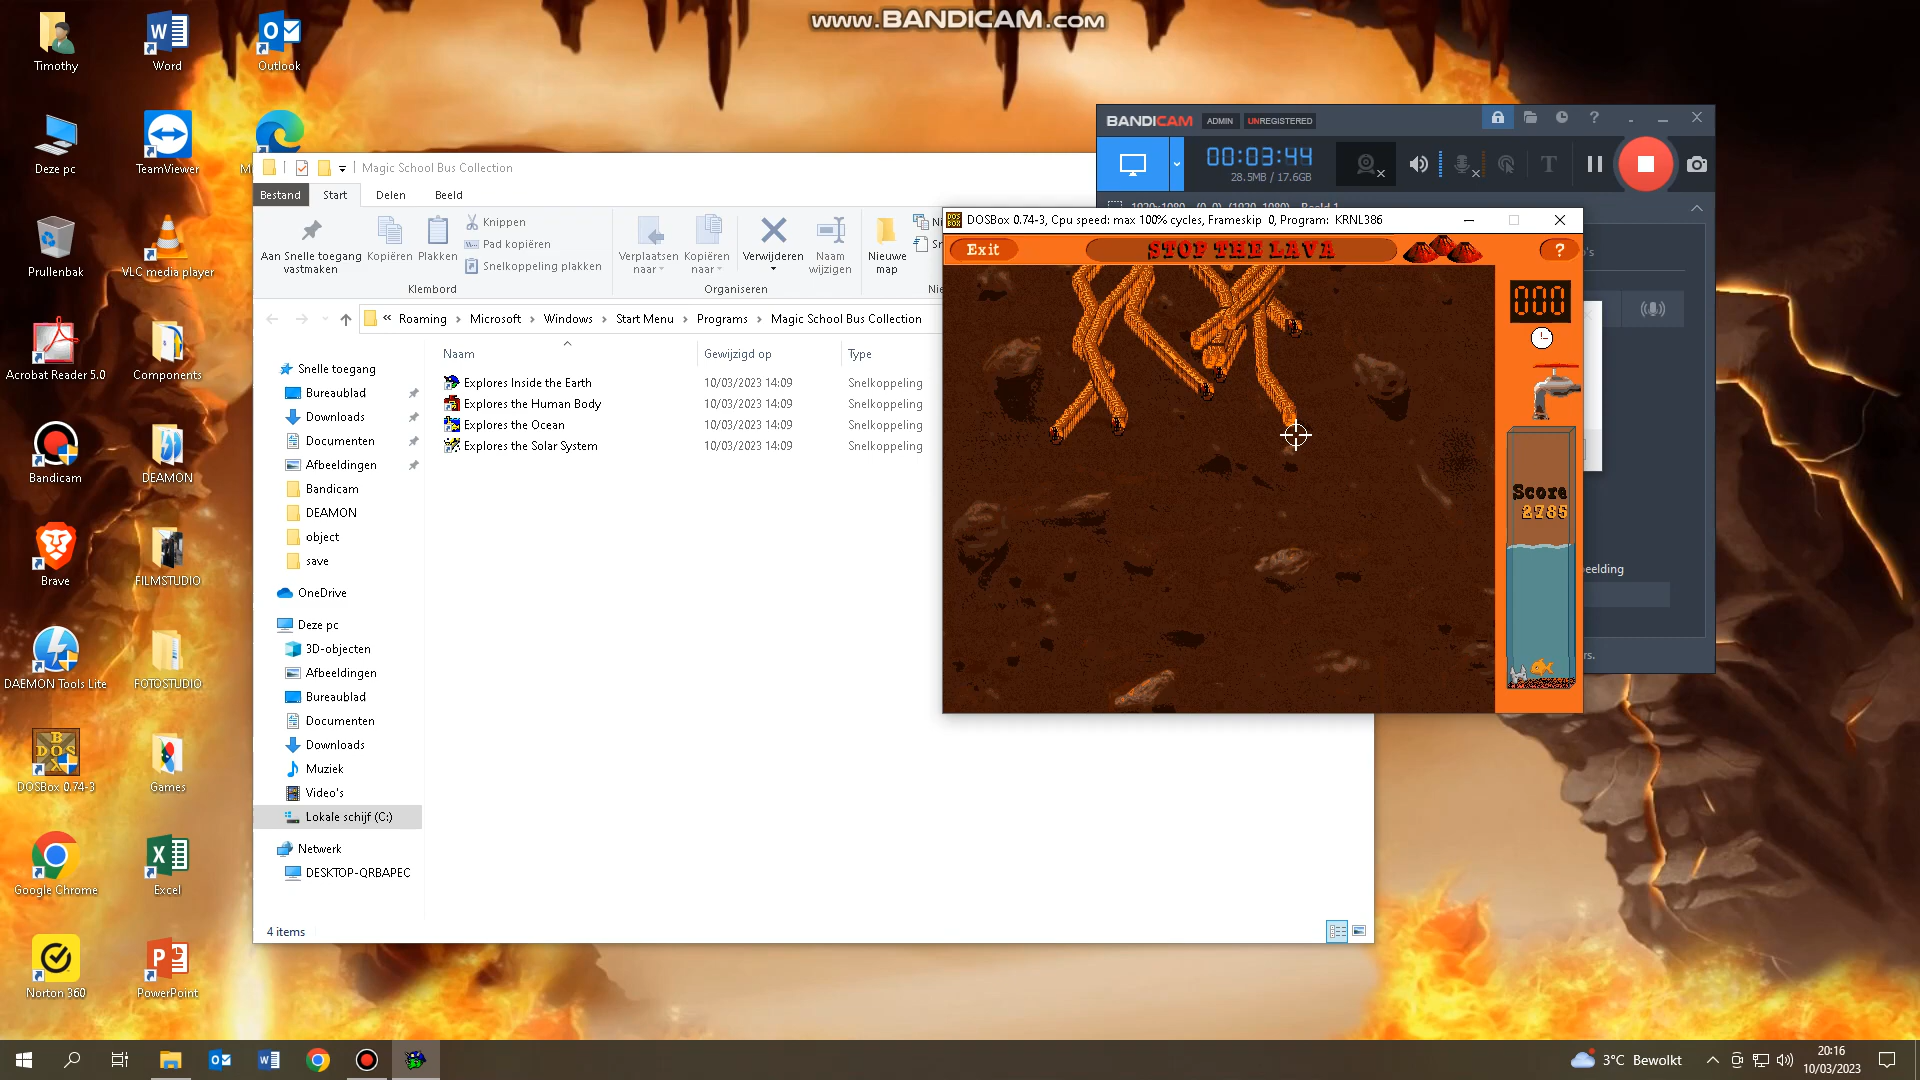 www.BANDICAM.com
Timothy
Word
Outlook
Deze pc
TeamViewer
Prullenbak
VLC media player
Acrobat Reader 5.0
Components
Bandicam
DEAMON
Brave
FILMSTUDIO
DAEMON Tools Lite
FOTOSTUDIO
DOSBox 0.74-3
Games
Google Chrome
Excel
Norton 360
PowerPoint
Magic School Bus Collection
Bestand
Start
Delen
Beeld
Aan Snelle toegang vastmaken
Kopiëren
Plakken
Knippen
Pad kopiëren
Snelkoppeling plakken
Klembord
Verplaatsen naar
Kopiëren naar
Verwijderen
Naam wijzigen
Organiseren
Nieuwe map
« Roaming > Microsoft > Windows > Start Menu > Programs > Magic School Bus Collection
Naam
Gewijzigd op
Type
Explores Inside the Earth 10/03/2023 14:09 Snelkoppeling
Explores the Human Body 10/03/2023 14:09 Snelkoppeling
Explores the Ocean 10/03/2023 14:09 Snelkoppeling
Explores the Solar System 10/03/2023 14:09 Snelkoppeling
Snelle toegang
Bureaublad
Downloads
Documenten
Afbeeldingen
Bandicam
DEAMON
object
save
OneDrive
Deze pc
3D-objecten
Afbeeldingen
Bureaublad
Documenten
Downloads
Muziek
Video's
Lokale schijf (C:)
Netwerk
DESKTOP-QRBAPEC
4 items
BANDICAM
ADMIN
UNREGISTERED
00:03:44
28.5MB / 17.6GB
DOSBox 0.74-3, Cpu speed: max 100% cycles, Frameskip 0, Program: KRNL386
Exit
STOP THE LAVA
?
000
Score
2785
eelding
3°C Bewolkt
20:16
10/03/2023